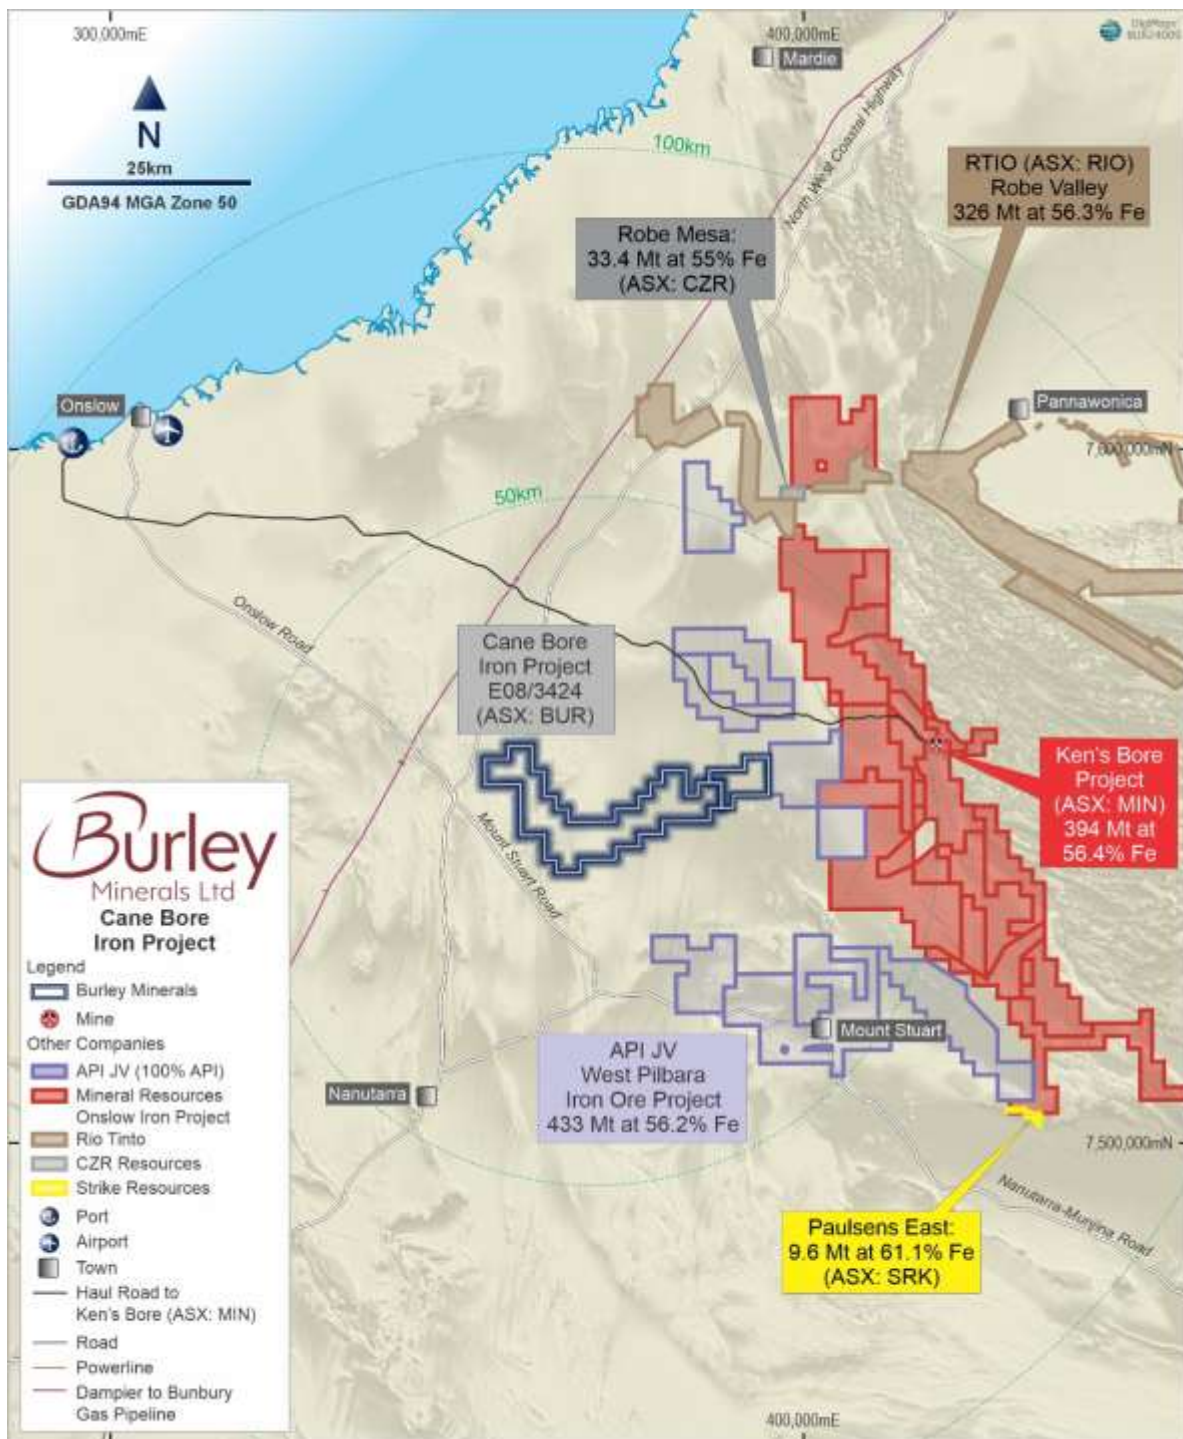 300,000mE
400,000mE
Mardie
N
25km
GDA94 MGA Zone 50
100km
North West Coastal Highway
RTIO (ASX: RIO)
Robe Valley
326 Mt at 56.3% Fe
Robe Mesa:
33.4 Mt at 55% Fe
(ASX: CZR)
Onslow
Pannawonica
50km
Onslow Road
Cane Bore
Iron Project
E08/3424
(ASX: BUR)
Ken's Bore
Project
(ASX: MIN)
394 Mt at
56.4% Fe
Mount Stuart Road
Mount Stuart
API JV
West Pilbara
Iron Ore Project
433 Mt at 56.2% Fe
Nanutarra
7,500,000mN
Nanutarra-Munjina Road
Paulsens East:
9.6 Mt at 61.1% Fe
(ASX: SRK)
400,000mE
Burley
Minerals Ltd
Cane Bore
Iron Project
Legend
Burley Minerals
Mine
Other Companies
API JV (100% API)
Mineral Resources
Onslow Iron Project
Rio Tinto
CZR Resources
Strike Resources
Port
Airport
Town
Haul Road to
Ken's Bore (ASX: MIN)
Road
Powerline
Dampier to Bunbury
Gas Pipeline